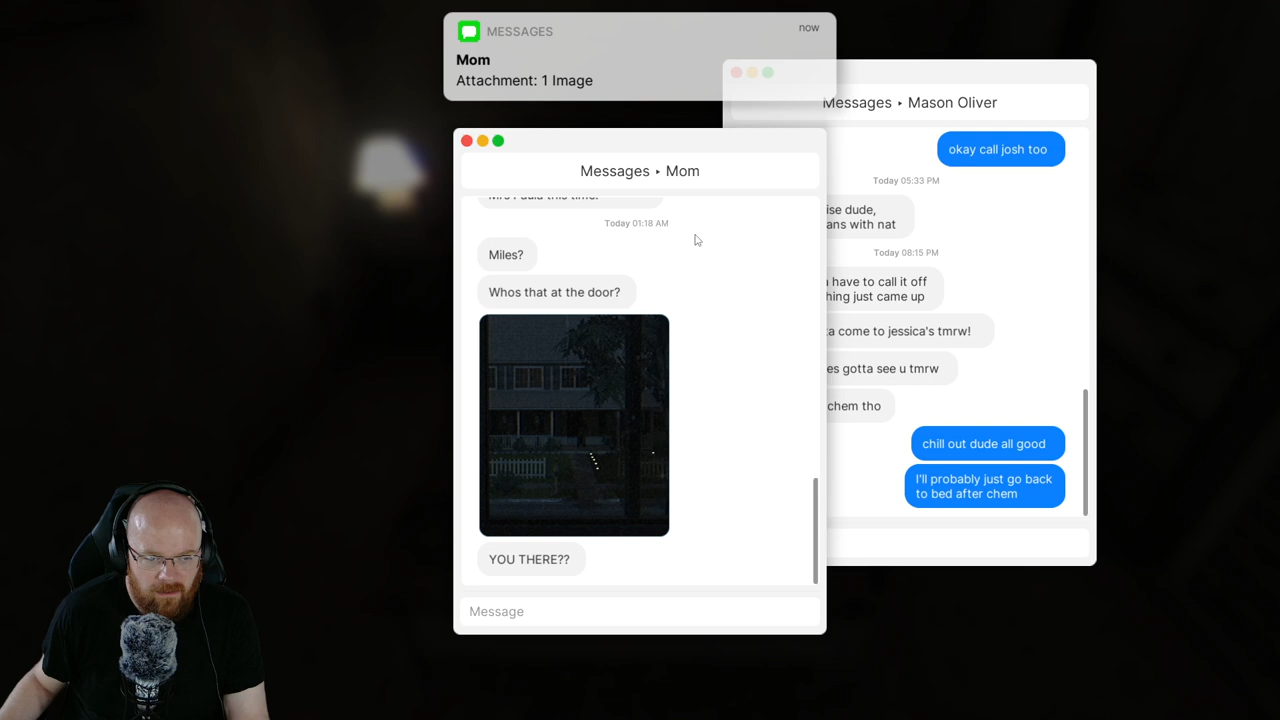 MESSAGES
now
Mom
Attachment: 1 Image
Messages ▸ Mason Oliver
okay call josh too
Today 05:33 PM
ise dude,
ans with nat
Today 08:15 PM
have to call it off
hing just came up
a come to jessica's tmrw!
es gotta see u tmrw
chem tho
chill out dude all good
I'll probably just go back
to bed after chem
Messages ▸ Mom
Today 01:18 AM
Miles?
Whos that at the door?
YOU THERE??
Message